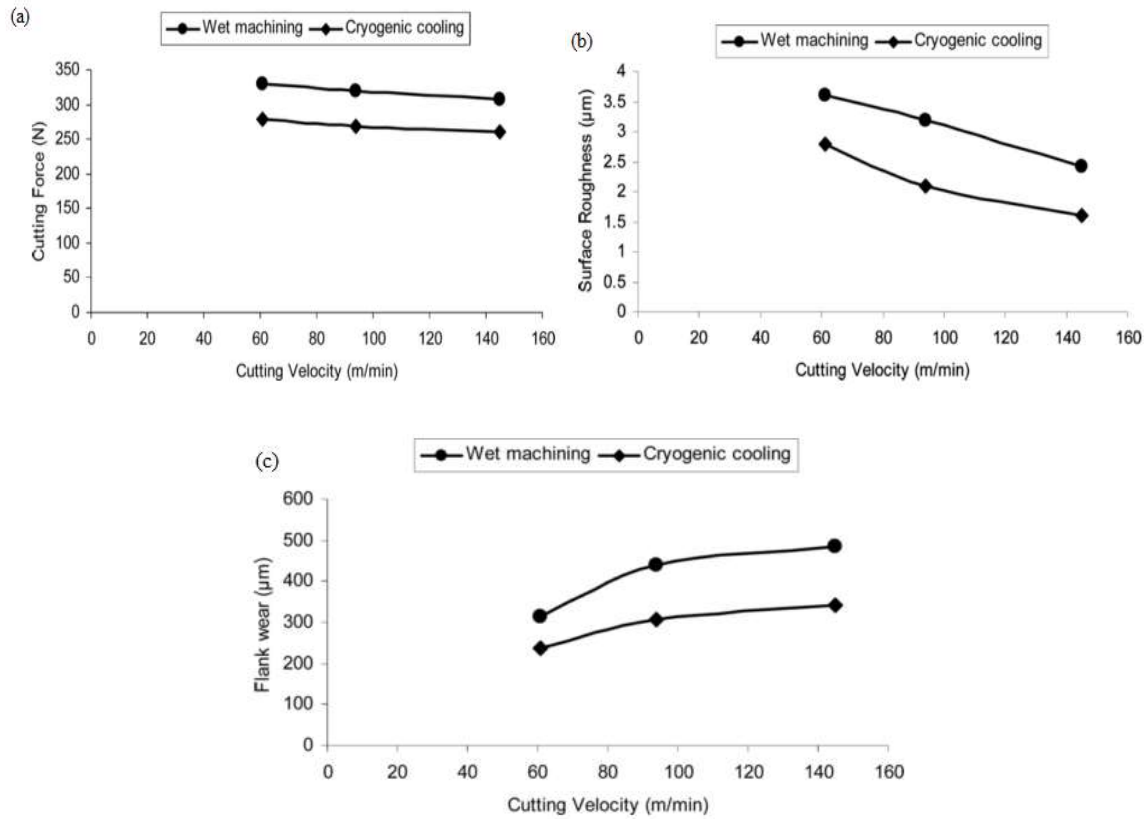 (a)
Wet machining Cryogenic cooling
350
300
250
200
150
100
50
0
Cutting Force (N)
0 20 40 60 80 100 120 140 160
Cutting Velocity (m/min)
(b)
Wet machining Cryogenic cooling
4
3.5
3
2.5
2
1.5
1
0.5
0
Surface Roughness (µm)
0 20 40 60 80 100 120 140 160
Cutting Velocity (m/min)
(c)
Wet machining Cryogenic cooling
600
500
400
300
200
100
0
Flank wear (µm)
0 20 40 60 80 100 120 140 160
Cutting Velocity (m/min)